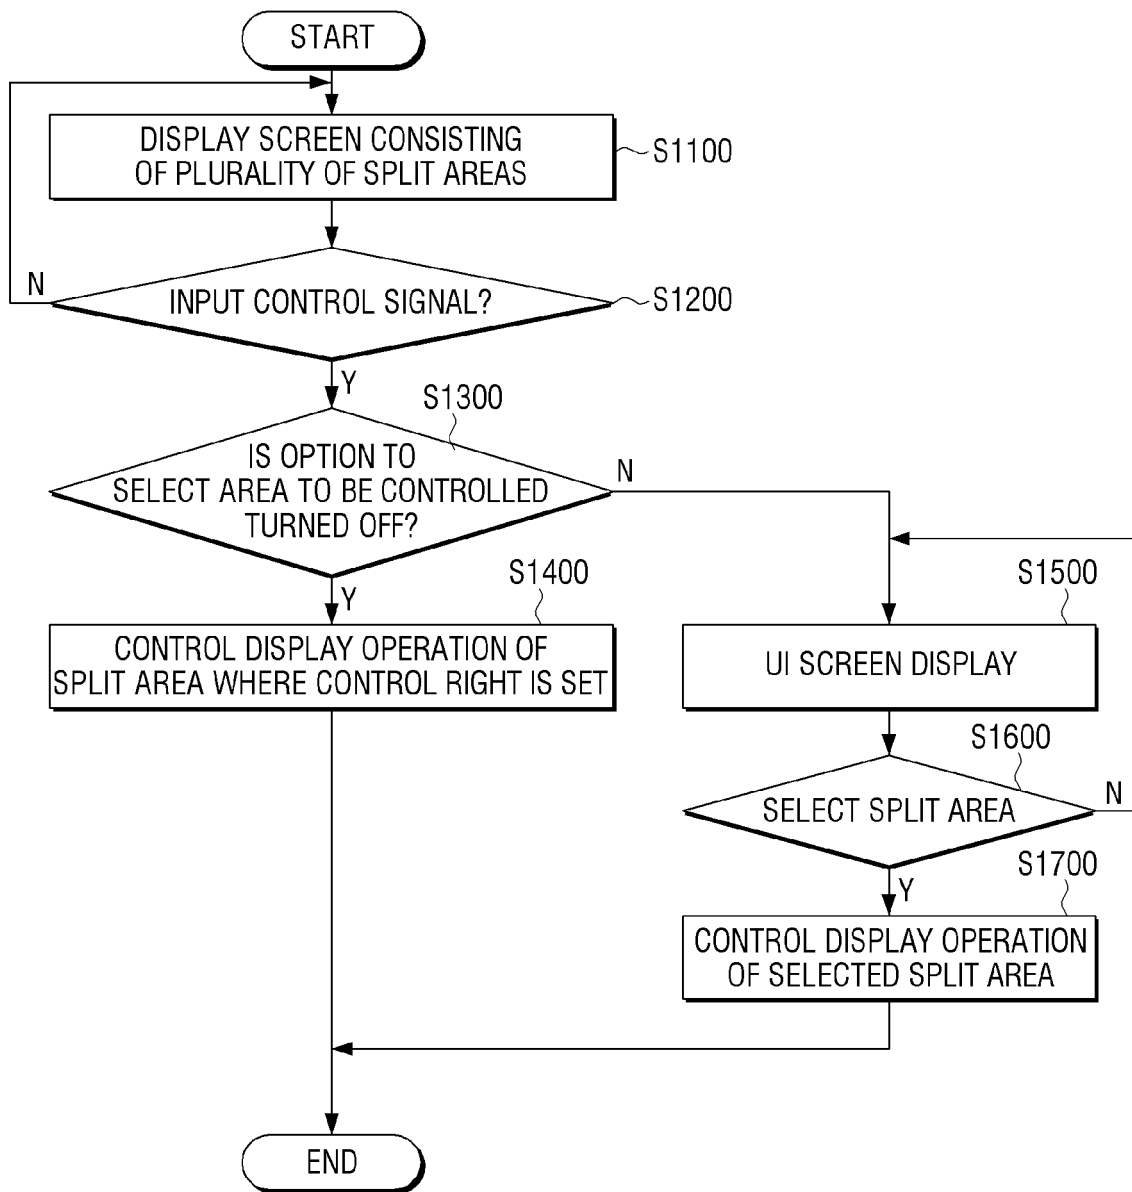 START
DISPLAY SCREEN CONSISTING
OF PLURALITY OF SPLIT AREAS
S1100
N
INPUT CONTROL SIGNAL?
S1200
Y
S1300
IS OPTION TO
SELECT AREA TO BE CONTROLLED
TURNED OFF?
N
Y
S1400
CONTROL DISPLAY OPERATION OF
SPLIT AREA WHERE CONTROL RIGHT IS SET
S1500
UI SCREEN DISPLAY
S1600
SELECT SPLIT AREA
N
Y
S1700
CONTROL DISPLAY OPERATION
OF SELECTED SPLIT AREA
END